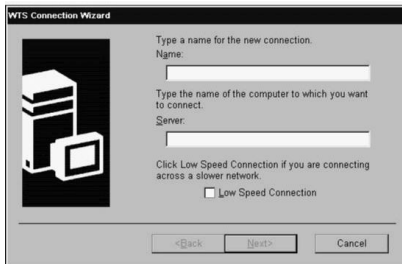 WTS Connection Wizard
Type a name for the new connection.
Name:
Type the name of the computer to which you want
to connect.
Server:
Click Low Speed Connection if you are connecting
across a slower network.
Low Speed Connection
<Back Next> Cancel